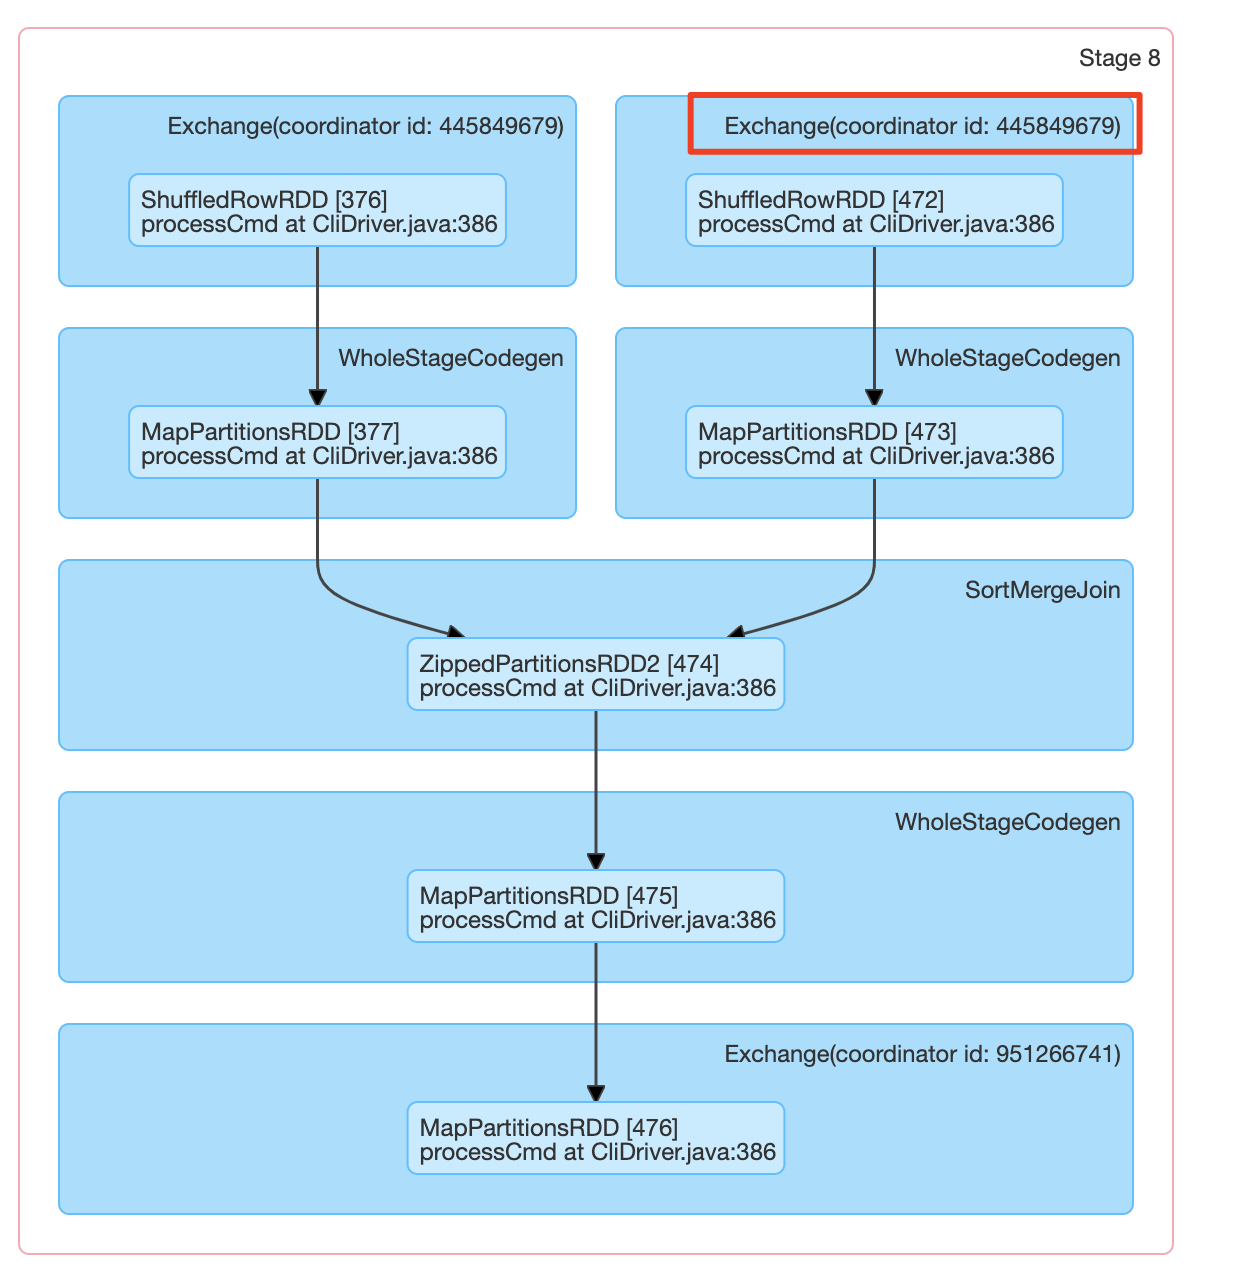 Stage 8
Exchange(coordinator id: 445849679)
ShuffledRowRDD [376]
processCmd at CliDriver.java:386
Exchange(coordinator id: 445849679)
ShuffledRowRDD [472]
processCmd at CliDriver.java:386
WholeStageCodegen
MapPartitionsRDD [377]
processCmd at CliDriver.java:386
WholeStageCodegen
MapPartitionsRDD [473]
processCmd at CliDriver.java:386
SortMergeJoin
ZippedPartitionsRDD2 [474]
processCmd at CliDriver.java:386
WholeStageCodegen
MapPartitionsRDD [475]
processCmd at CliDriver.java:386
Exchange(coordinator id: 951266741)
MapPartitionsRDD [476]
processCmd at CliDriver.java:386